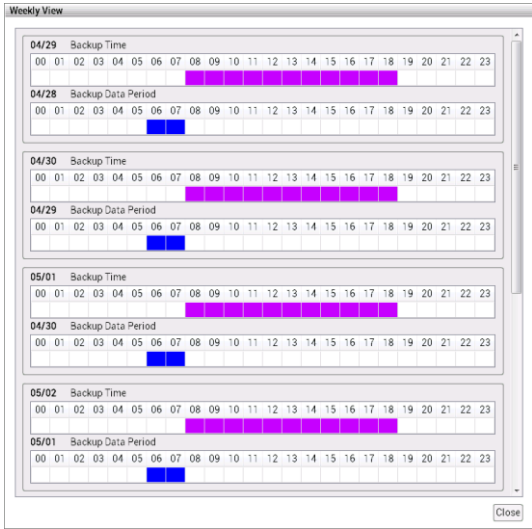 Weekly View
04/29 Backup Time
00 01 02 03 04 05 06 07 08 09 10 11 12 13 14 15 16 17 18 19 20 21 22 23
04/28 Backup Data Period
00 01 02 03 04 05 06 07 08 09 10 11 12 13 14 15 16 17 18 19 20 21 22 23
04/30 Backup Time
00 01 02 03 04 05 06 07 08 09 10 11 12 13 14 15 16 17 18 19 20 21 22 23
04/29 Backup Data Period
00 01 02 03 04 05 06 07 08 09 10 11 12 13 14 15 16 17 18 19 20 21 22 23
05/01 Backup Time
00 01 02 03 04 05 06 07 08 09 10 11 12 13 14 15 16 17 18 19 20 21 22 23
04/30 Backup Data Period
00 01 02 03 04 05 06 07 08 09 10 11 12 13 14 15 16 17 18 19 20 21 22 23
05/02 Backup Time
00 01 02 03 04 05 06 07 08 09 10 11 12 13 14 15 16 17 18 19 20 21 22 23
05/01 Backup Data Period
00 01 02 03 04 05 06 07 08 09 10 11 12 13 14 15 16 17 18 19 20 21 22 23
Close